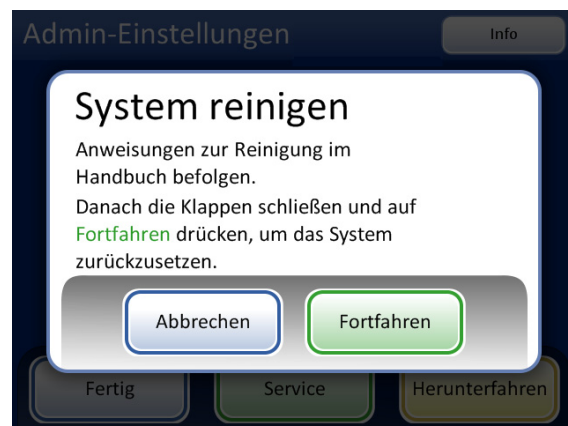 Admin-Einstellungen
Info
System reinigen
Anweisungen zur Reinigung im
Handbuch befolgen.
Danach die Klappen schließen und auf
Fortfahren drücken, um das System
zurückzusetzen.
Abbrechen
Fortfahren
Fertig
Service
Herunterfahren